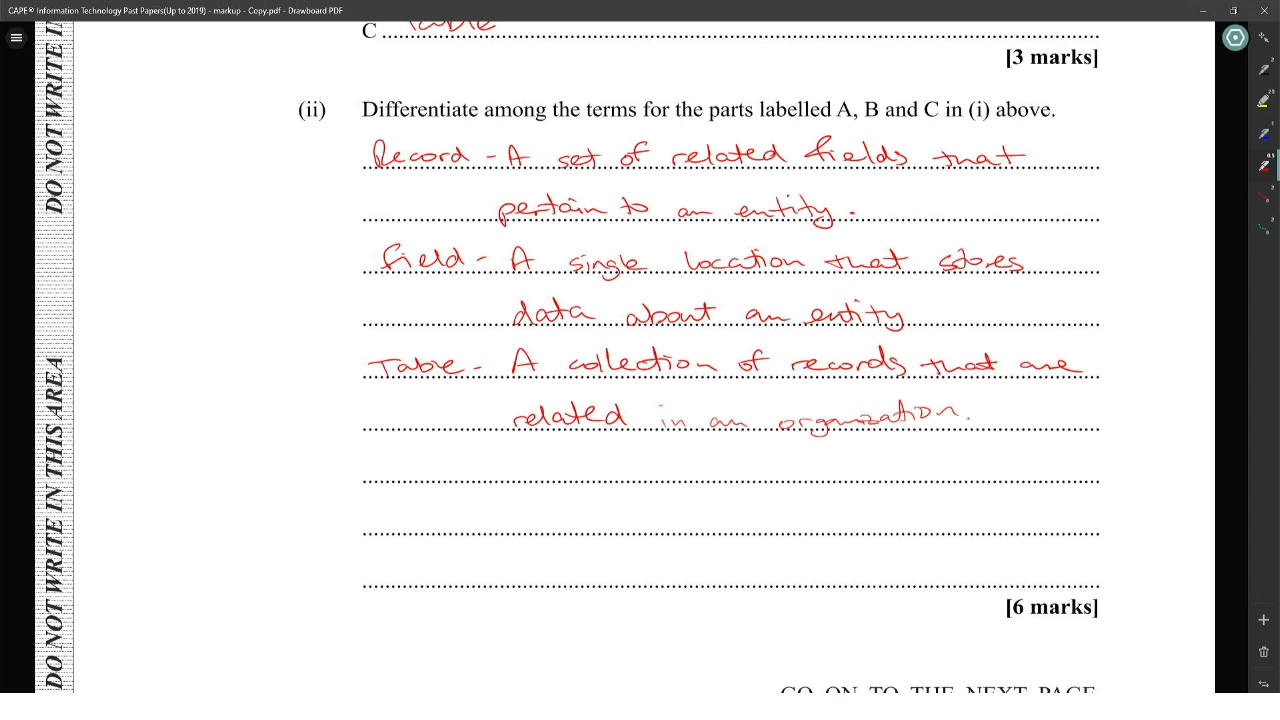 CAPE® Information Technology Past Papers(Up to 2019) - markup - Copy.pdf - Drawboard PDF
C
[3 marks]
(ii) Differentiate among the terms for the parts labelled A, B and C in (i) above.
Record - A set of related fields that
pertain to an entity.
field - A single location that stores
data about an entity
Tabe - A collection of records that are
related in an organization.
[6 marks]
GO ON TO THE NEXT PAGE
DO NOT WRITE IN THIS AREA
DO NOT WRITE IN